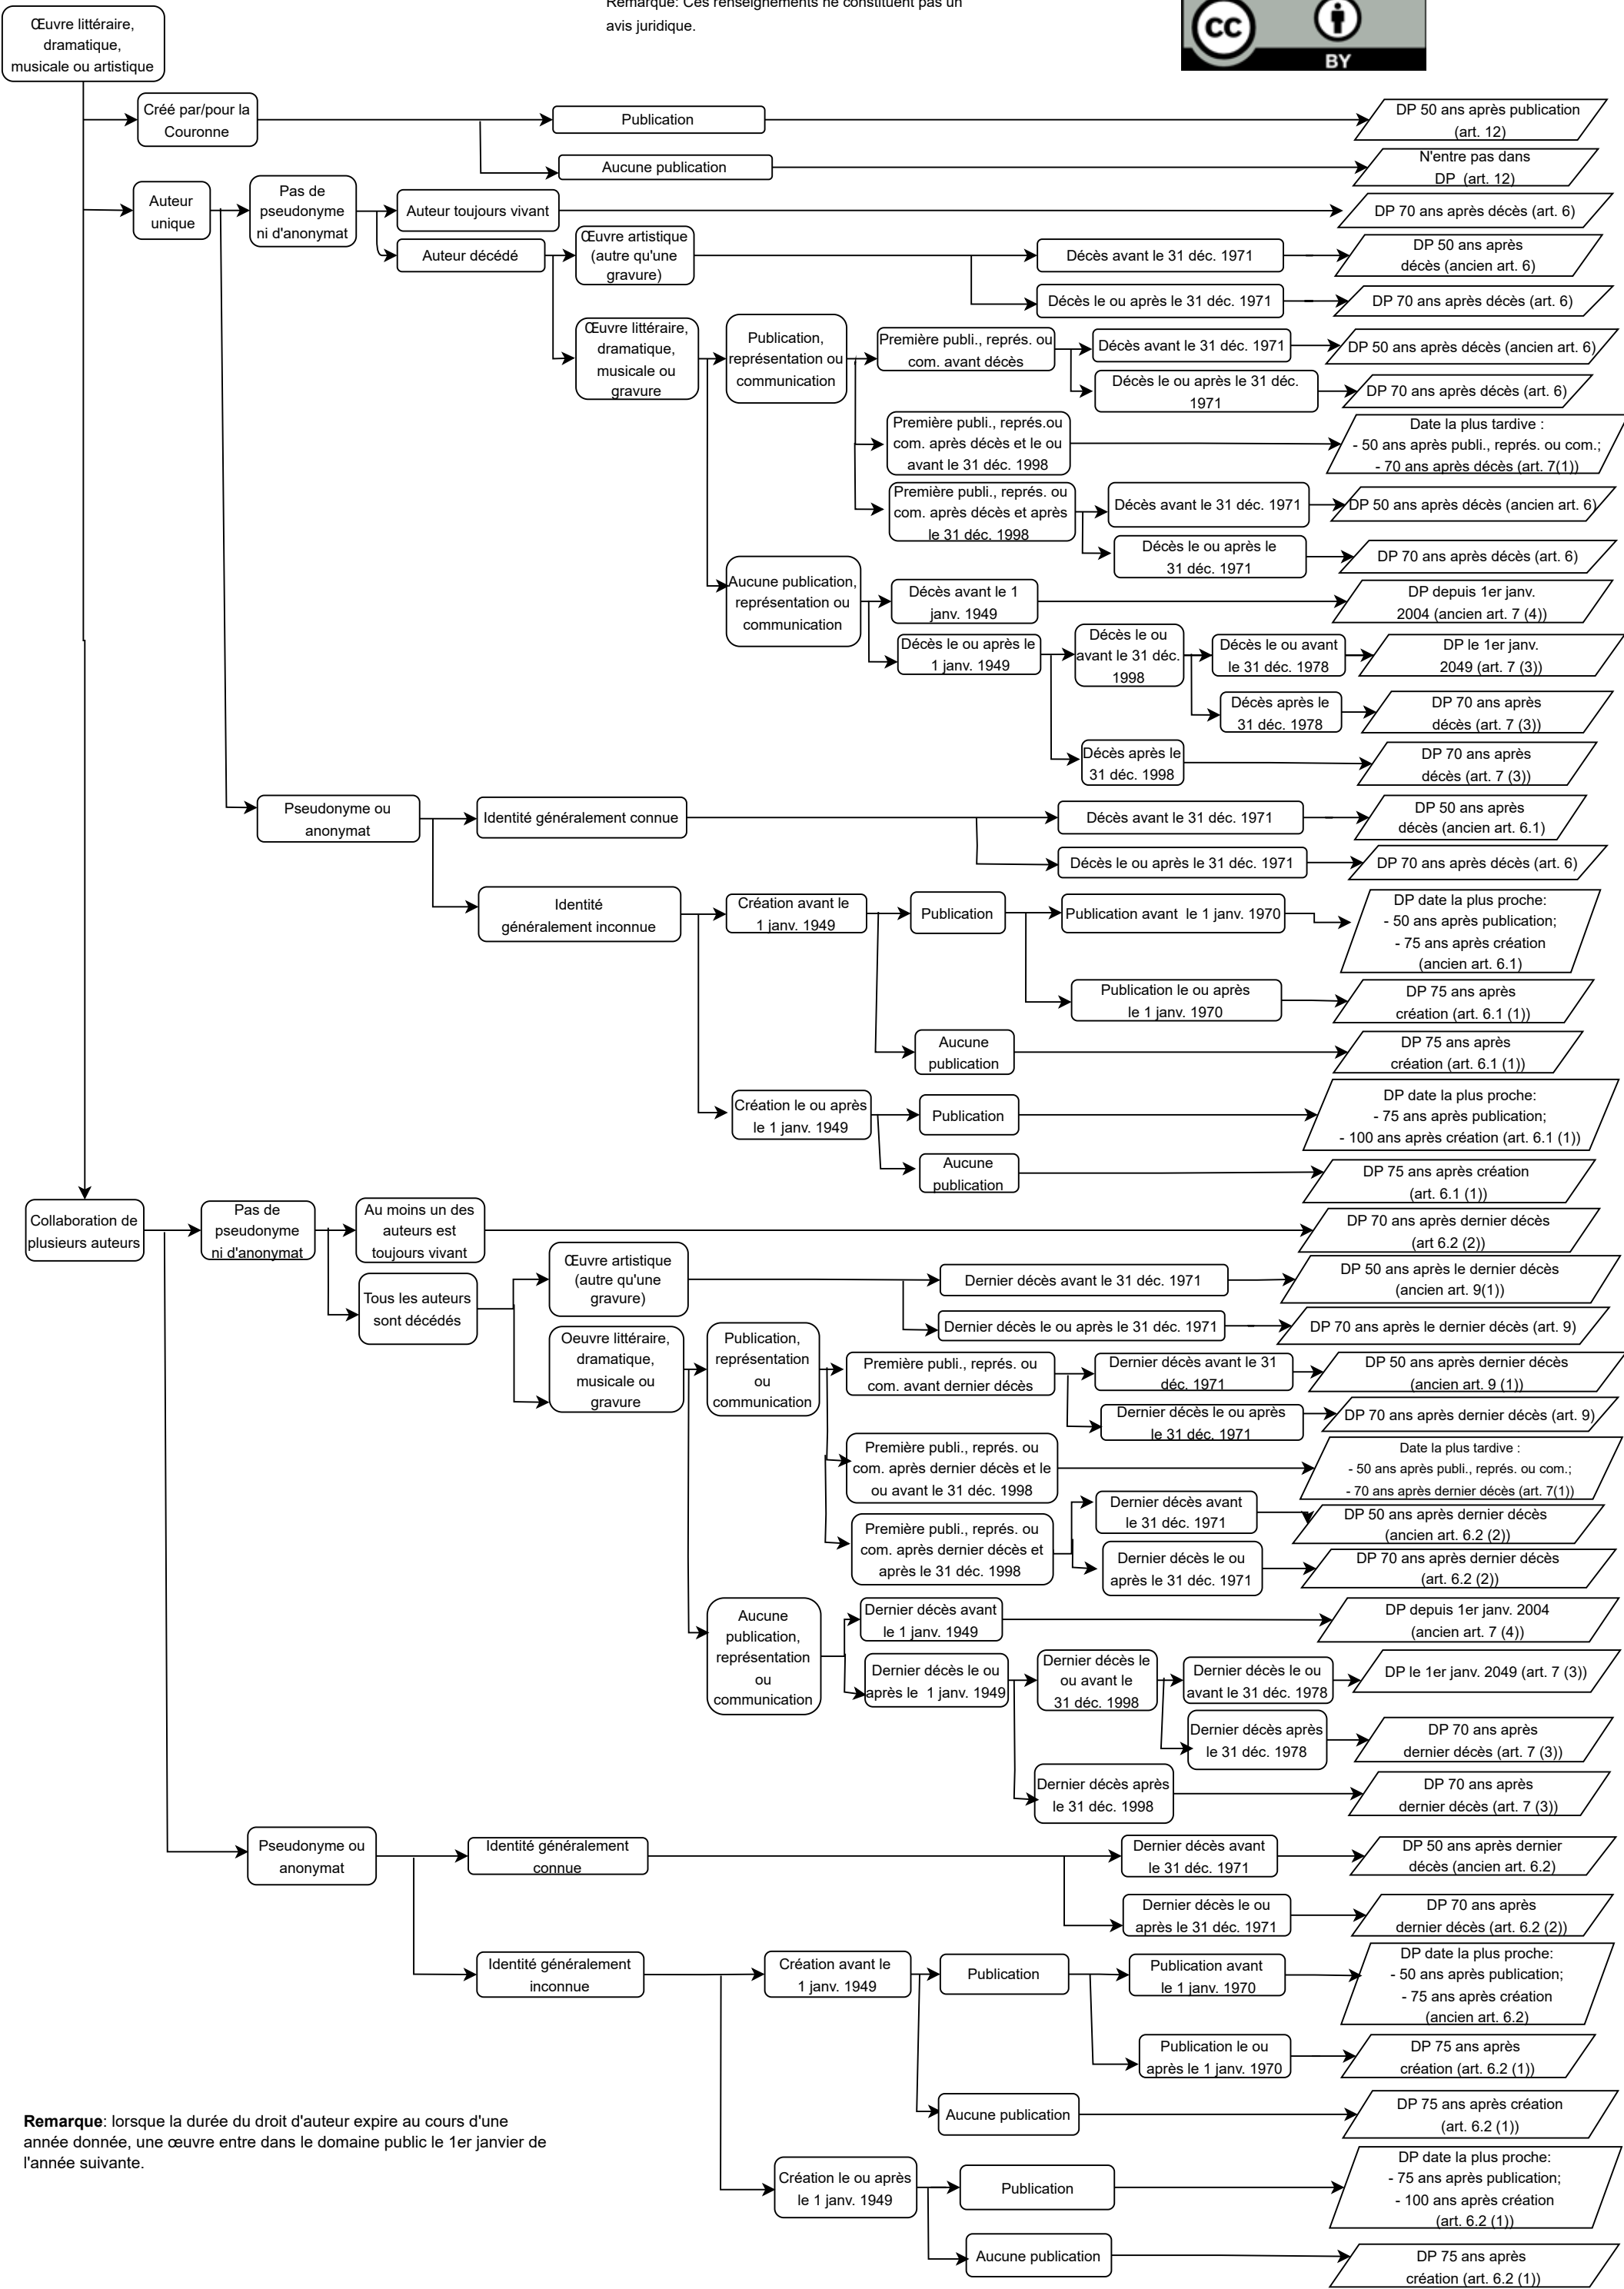 Remarque: Ces renseignements ne constituent pas un
avis juridique.
CC
BY
Œuvre littéraire,
dramatique,
musicale ou artistique
Créé par/pour la
Couronne
Publication
DP 50 ans après publication
(art. 12)
Aucune publication
N'entre pas dans
DP (art. 12)
Auteur
unique
Pas de
pseudonyme
ni d'anonymat
Auteur toujours vivant
DP 70 ans après décès (art. 6)
Auteur décédé
Œuvre artistique
(autre qu'une
gravure)
Décès avant le 31 déc. 1971
DP 50 ans après
décès (ancien art. 6)
Décès le ou après le 31 déc. 1971
DP 70 ans après décès (art. 6)
Œuvre littéraire,
dramatique,
musicale ou
gravure
Publication,
représentation ou
communication
Première publi., représ. ou
com. avant décès
Décès avant le 31 déc. 1971
DP 50 ans après décès (ancien art. 6)
Décès le ou après le 31 déc.
1971
DP 70 ans après décès (art. 6)
Première publi., représ.ou
com. après décès et le ou
avant le 31 déc. 1998
Date la plus tardive :
- 50 ans après publi., représ. ou com.;
- 70 ans après décès (art. 7(1))
Première publi., représ. ou
com. après décès et après
le 31 déc. 1998
Décès avant le 31 déc. 1971
DP 50 ans après décès (ancien art. 6)
Décès le ou après le
31 déc. 1971
DP 70 ans après décès (art. 6)
Aucune publication,
représentation ou
communication
Décès avant le 1
janv. 1949
DP depuis 1er janv.
2004 (ancien art. 7 (4))
Décès le ou après le
1 janv. 1949
Décès le ou
avant le 31 déc.
1998
Décès le ou avant
le 31 déc. 1978
DP le 1er janv.
2049 (art. 7 (3))
Décès après le
31 déc. 1978
DP 70 ans après
décès (art. 7 (3))
Décès après le
31 déc. 1998
DP 70 ans après
décès (art. 7 (3))
Pseudonyme ou
anonymat
Identité généralement connue
Décès avant le 31 déc. 1971
DP 50 ans après
décès (ancien art. 6.1)
Décès le ou après le 31 déc. 1971
DP 70 ans après décès (art. 6)
Identité
généralement inconnue
Création avant le
1 janv. 1949
Publication
Publication avant le 1 janv. 1970
DP date la plus proche:
- 50 ans après publication;
- 75 ans après création
(ancien art. 6.1)
Publication le ou après
le 1 janv. 1970
DP 75 ans après
création (art. 6.1 (1))
Aucune
publication
DP 75 ans après
création (art. 6.1 (1))
Création le ou après
le 1 janv. 1949
Publication
DP date la plus proche:
- 75 ans après publication;
- 100 ans après création (art. 6.1 (1))
Aucune
publication
DP 75 ans après création
(art. 6.1 (1))
Collaboration de
plusieurs auteurs
Pas de
pseudonyme
ni d'anonymat
Au moins un des
auteurs est
toujours vivant
DP 70 ans après dernier décès
(art 6.2 (2))
Tous les auteurs
sont décédés
Œuvre artistique
(autre qu'une
gravure)
Dernier décès avant le 31 déc. 1971
DP 50 ans après le dernier décès
(ancien art. 9(1))
Dernier décès le ou après le 31 déc. 1971
DP 70 ans après le dernier décès (art. 9)
Oeuvre littéraire,
dramatique,
musicale ou
gravure
Publication,
représentation
ou
communication
Première publi., représ. ou
com. avant dernier décès
Dernier décès avant le 31
déc. 1971
DP 50 ans après dernier décès
(ancien art. 9 (1))
Dernier décès le ou après
le 31 déc. 1971
DP 70 ans après dernier décès (art. 9)
Première publi., représ. ou
com. après dernier décès et le
ou avant le 31 déc. 1998
Date la plus tardive :
- 50 ans après publi., représ. ou com.;
- 70 ans après dernier décès (art. 7(1))
Première publi., représ. ou
com. après dernier décès et
après le 31 déc. 1998
Dernier décès avant
le 31 déc. 1971
DP 50 ans après dernier décès
(ancien art. 6.2 (2))
Dernier décès le ou
après le 31 déc. 1971
DP 70 ans après dernier décès
(art. 6.2 (2))
Aucune
publication,
représentation
ou
communication
Dernier décès avant
le 1 janv. 1949
DP depuis 1er janv. 2004
(ancien art. 7 (4))
Dernier décès le ou
après le 1 janv. 1949
Dernier décès le
ou avant le
31 déc. 1998
Dernier décès le ou
avant le 31 déc. 1978
DP le 1er janv. 2049 (art. 7 (3))
Dernier décès après
le 31 déc. 1978
DP 70 ans après
dernier décès (art. 7 (3))
Dernier décès après
le 31 déc. 1998
DP 70 ans après
dernier décès (art. 7 (3))
Pseudonyme ou
anonymat
Identité généralement
connue
Dernier décès avant
le 31 déc. 1971
DP 50 ans après dernier
décès (ancien art. 6.2)
Dernier décès le ou
après le 31 déc. 1971
DP 70 ans après
dernier décès (art. 6.2 (2))
Identité généralement
inconnue
Création avant le
1 janv. 1949
Publication
Publication avant
le 1 janv. 1970
DP date la plus proche:
- 50 ans après publication;
- 75 ans après création
(ancien art. 6.2)
Publication le ou
après le 1 janv. 1970
DP 75 ans après
création (art. 6.2 (1))
Aucune publication
DP 75 ans après création
(art. 6.2 (1))
Création le ou après
le 1 janv. 1949
Publication
DP date la plus proche:
- 75 ans après publication;
- 100 ans après création
(art. 6.2 (1))
Aucune publication
DP 75 ans après
création (art. 6.2 (1))
Remarque: lorsque la durée du droit d'auteur expire au cours d'une
année donnée, une œuvre entre dans le domaine public le 1er janvier de
l'année suivante.